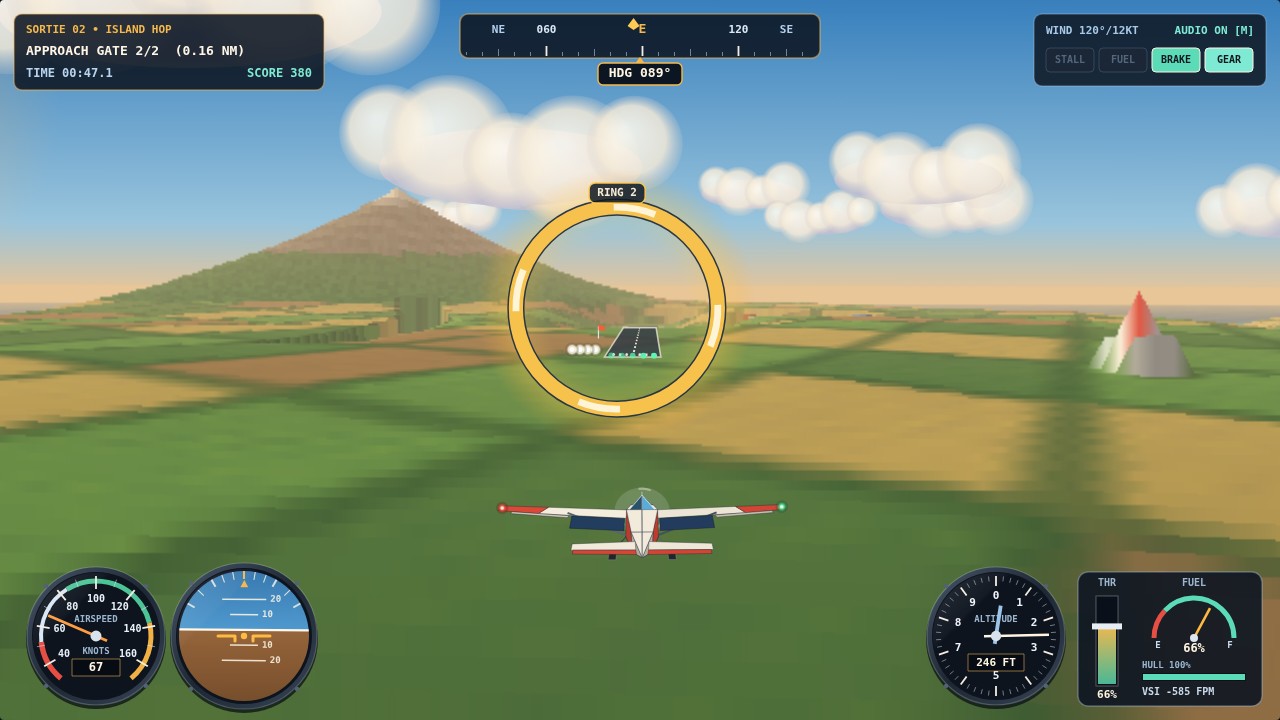 SORTIE 02 • ISLAND HOP
APPROACH GATE 2/2 (0.16 NM)
TIME 00:47.1 SCORE 380
NE 060 E 120 SE
HDG 089°
WIND 120°/12KT AUDIO ON [M]
STALL FUEL BRAKE GEAR
RING 2
40 60 80 100 120 140 160
AIRSPEED
KNOTS
67
20
10
10
20
0 1 2 3 5 7 8 9
ALTITUDE
246 FT
THR
66%
FUEL
E F
66%
HULL 100%
VSI -585 FPM